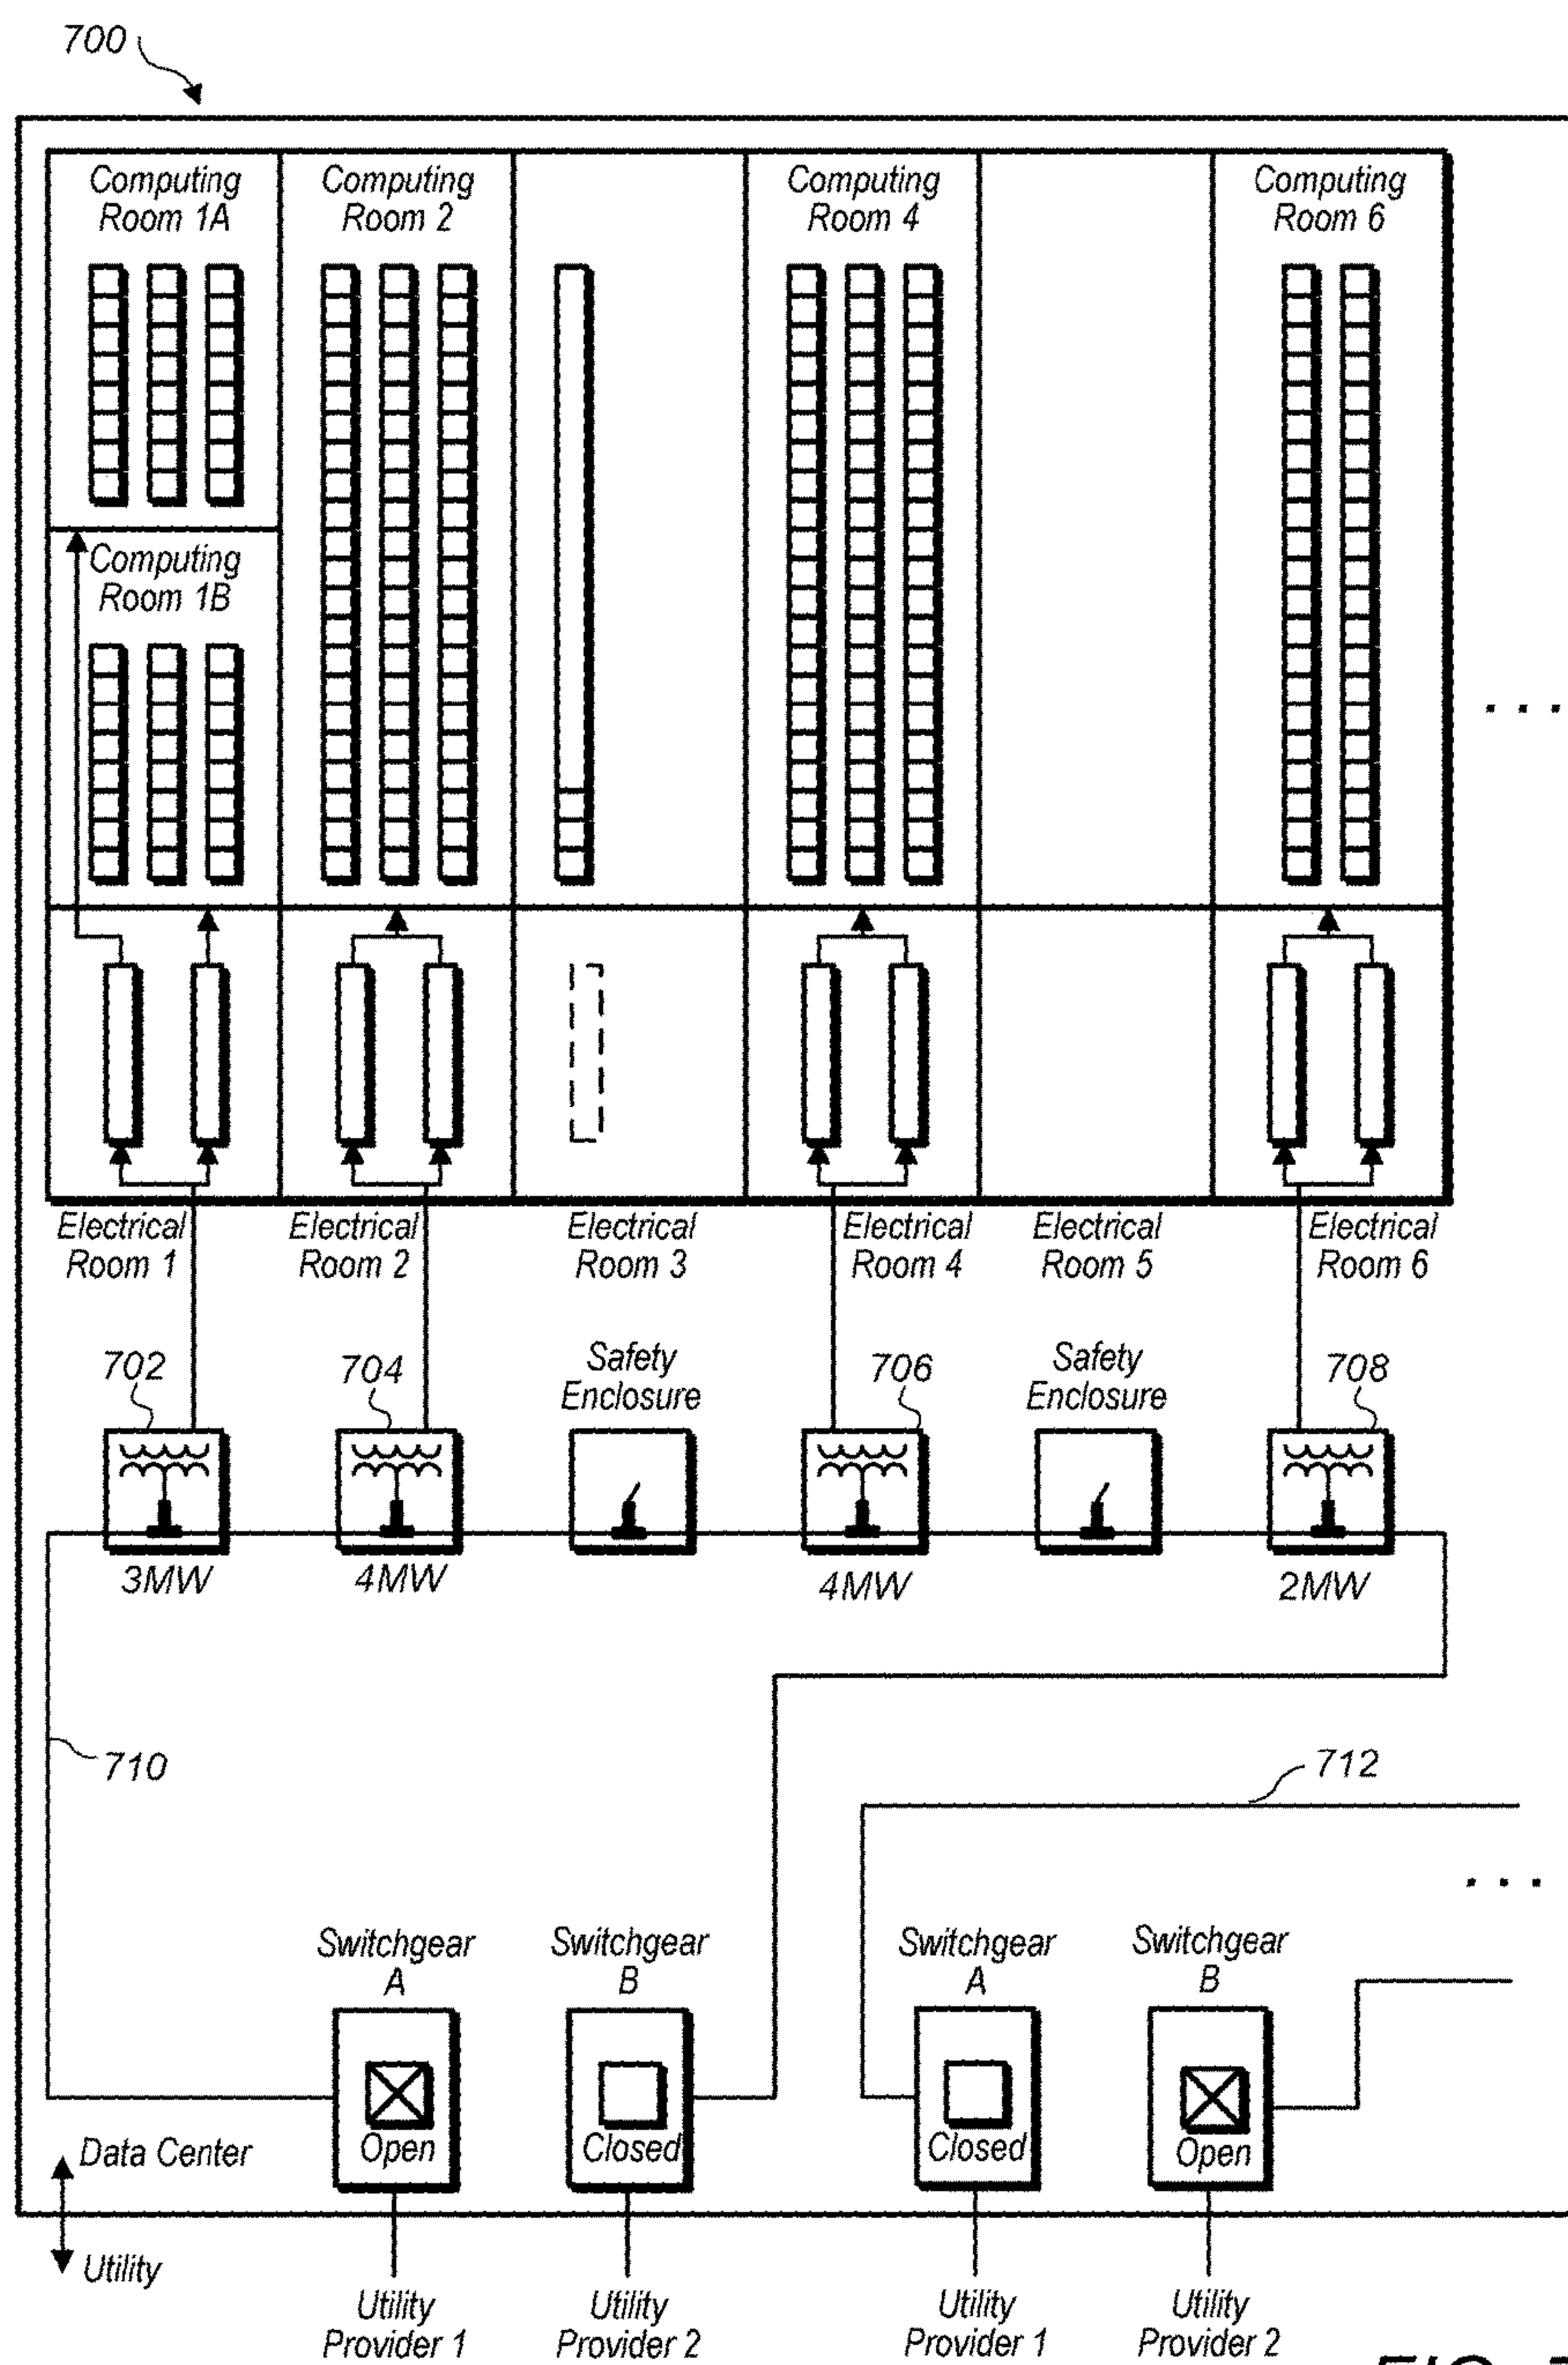 700
Computing
Room 1A
Computing
Room 2
Computing
Room 4
Computing
Room 6
Computing
Room 1B
. . .
Electrical
Room 1
Electrical
Room 2
Electrical
Room 3
Electrical
Room 4
Electrical
Room 5
Electrical
Room 6
702
704
Safety
Enclosure
706
Safety
Enclosure
708
3MW
4MW
4MW
2MW
710
712
. . .
Switchgear
A
Switchgear
B
Switchgear
A
Switchgear
B
Open
Closed
Closed
Open
Data Center
Utility
Utility
Provider 1
Utility
Provider 2
Utility
Provider 1
Utility
Provider 2